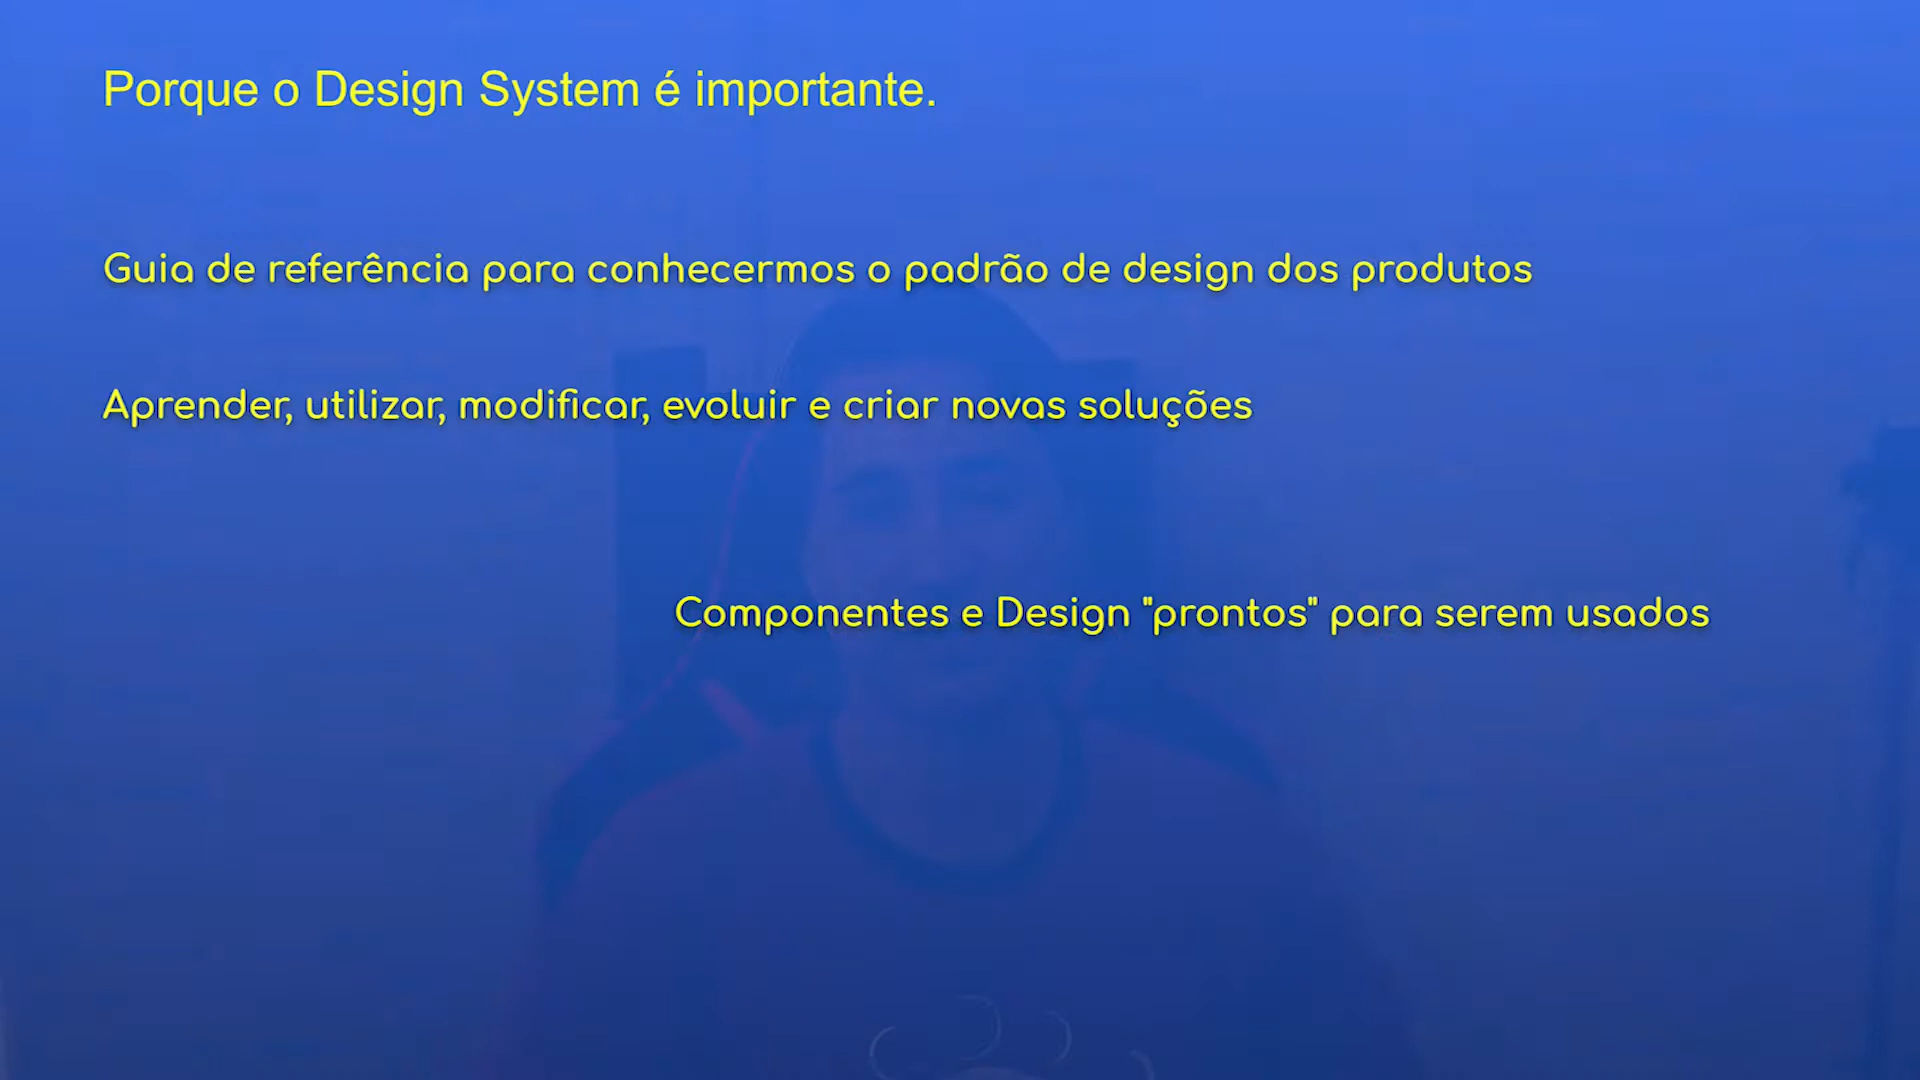 Porque o Design System é importante.
Guia de referência para conhecermos o padrão de design dos produtos
Aprender, utilizar, modificar, evoluir e criar novas soluções
Componentes e Design "prontos" para serem usados